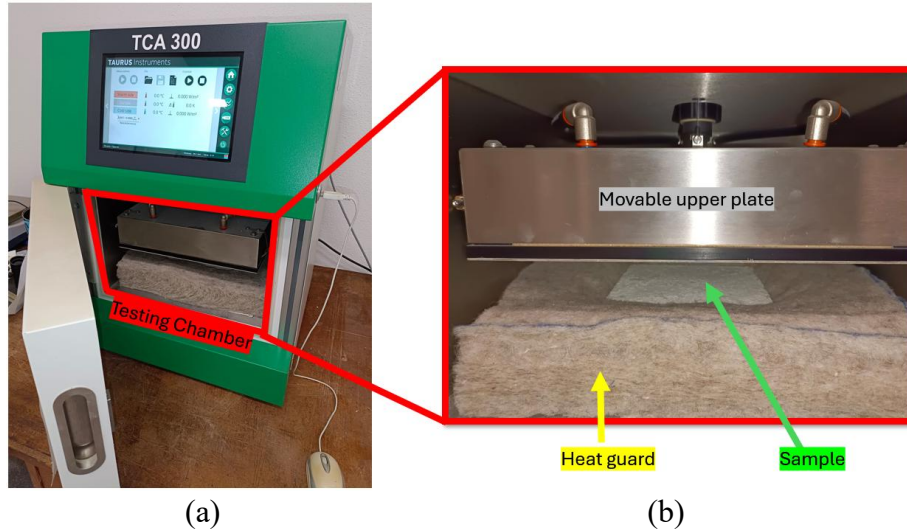 TCA 300
TAURUS Instruments
Testing Chamber
Movable upper plate
Heat guard
Sample
(a)
(b)